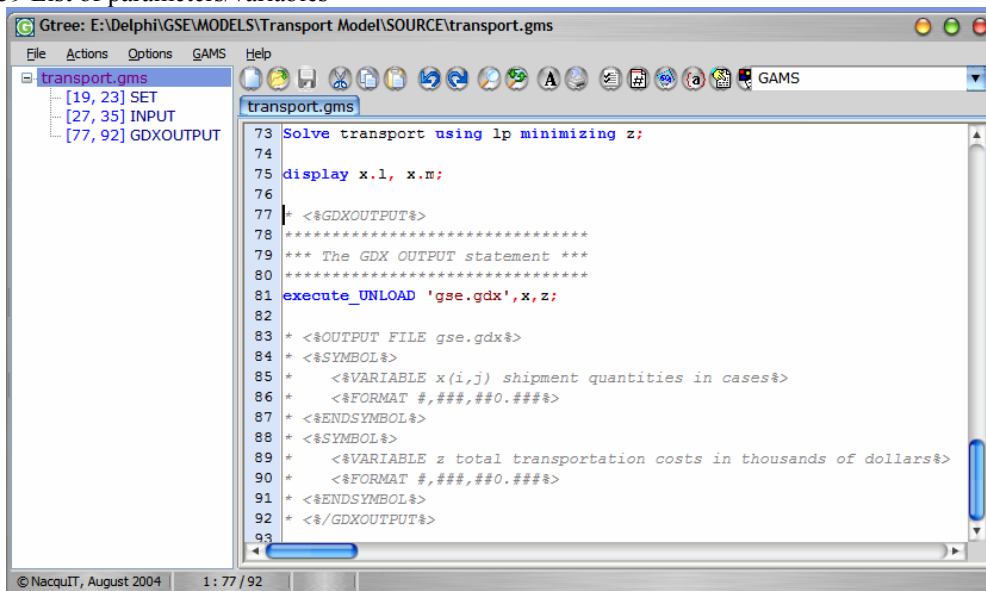 39 List of parameters/variables
Gtree: E:\Delphi\GSE\MODELS\Transport Model\SOURCE\transport.gms
File Actions Options GAMS Help
GAMS
transport.gms
[19, 23] SET
[27, 35] INPUT
[77, 92] GDXOUTPUT
transport.gms
73 Solve transport using lp minimizing z;
74
75 display x.l, x.m;
76
77 * <%GDXOUTPUT%>
78 ********************************
79 *** The GDX OUTPUT statement ***
80 ********************************
81 execute_UNLOAD 'gse.gdx',x,z;
82
83 * <%OUTPUT FILE gse.gdx%>
84 * <%SYMBOL%>
85 *    <%VARIABLE x(i,j) shipment quantities in cases%>
86 *    <%FORMAT #,###,##0.###%>
87 * <%ENDSYMBOL%>
88 * <%SYMBOL%>
89 *    <%VARIABLE z total transportation costs in thousands of dollars%>
90 *    <%FORMAT #,###,##0.###%>
91 * <%ENDSYMBOL%>
92 * <%/GDXOUTPUT%>
93
© NacquIT, August 2004 1 : 77 / 92